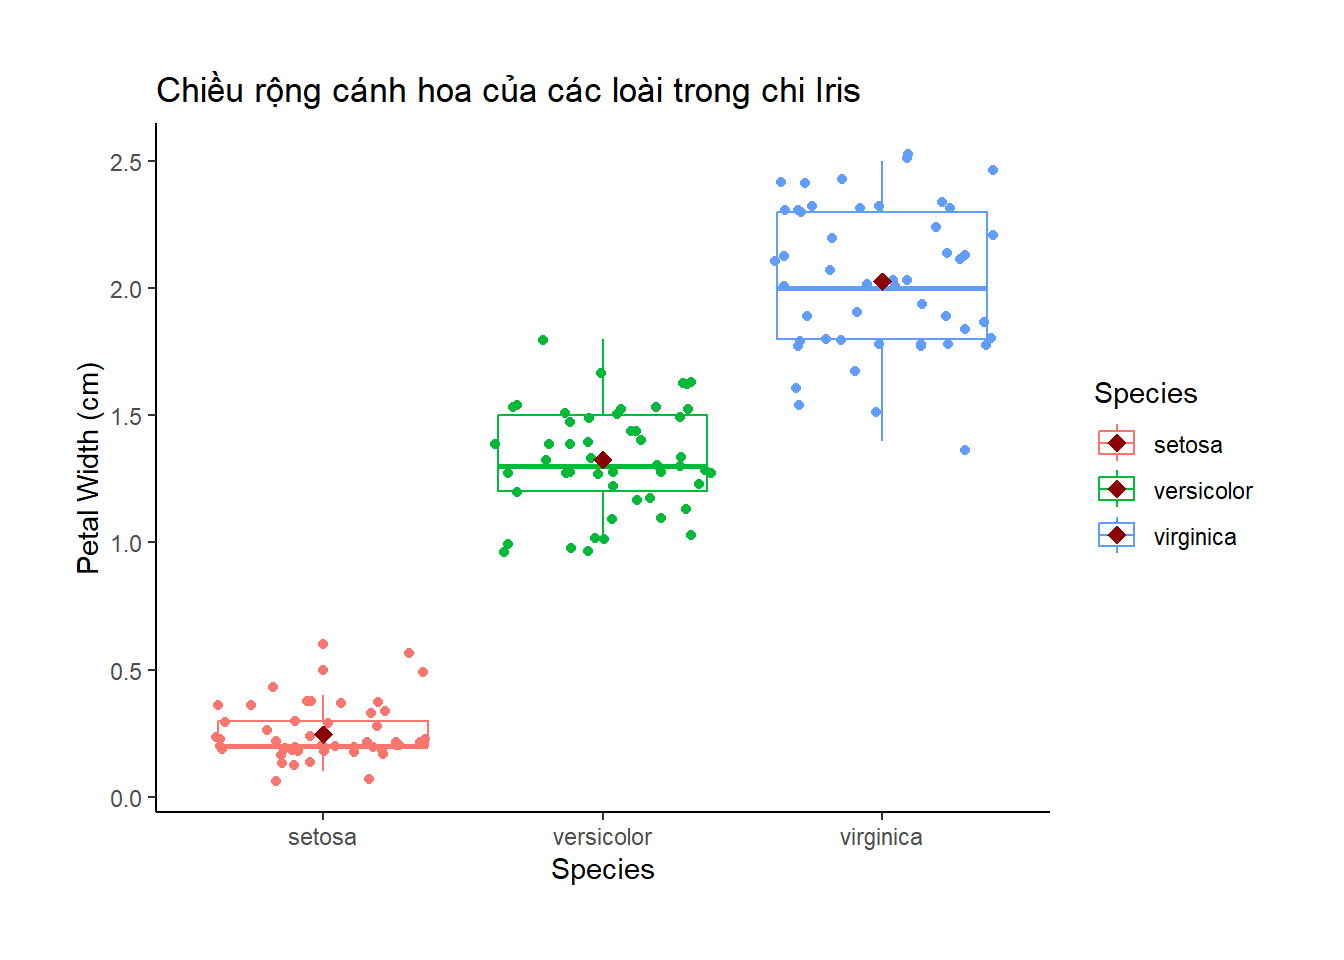 Chiều rộng cánh hoa của các loài trong chi Iris
2.5
2.0
1.5
1.0
0.5
0.0
Petal Width (cm)
setosa versicolor virginica
Species
Species
setosa
versicolor
virginica